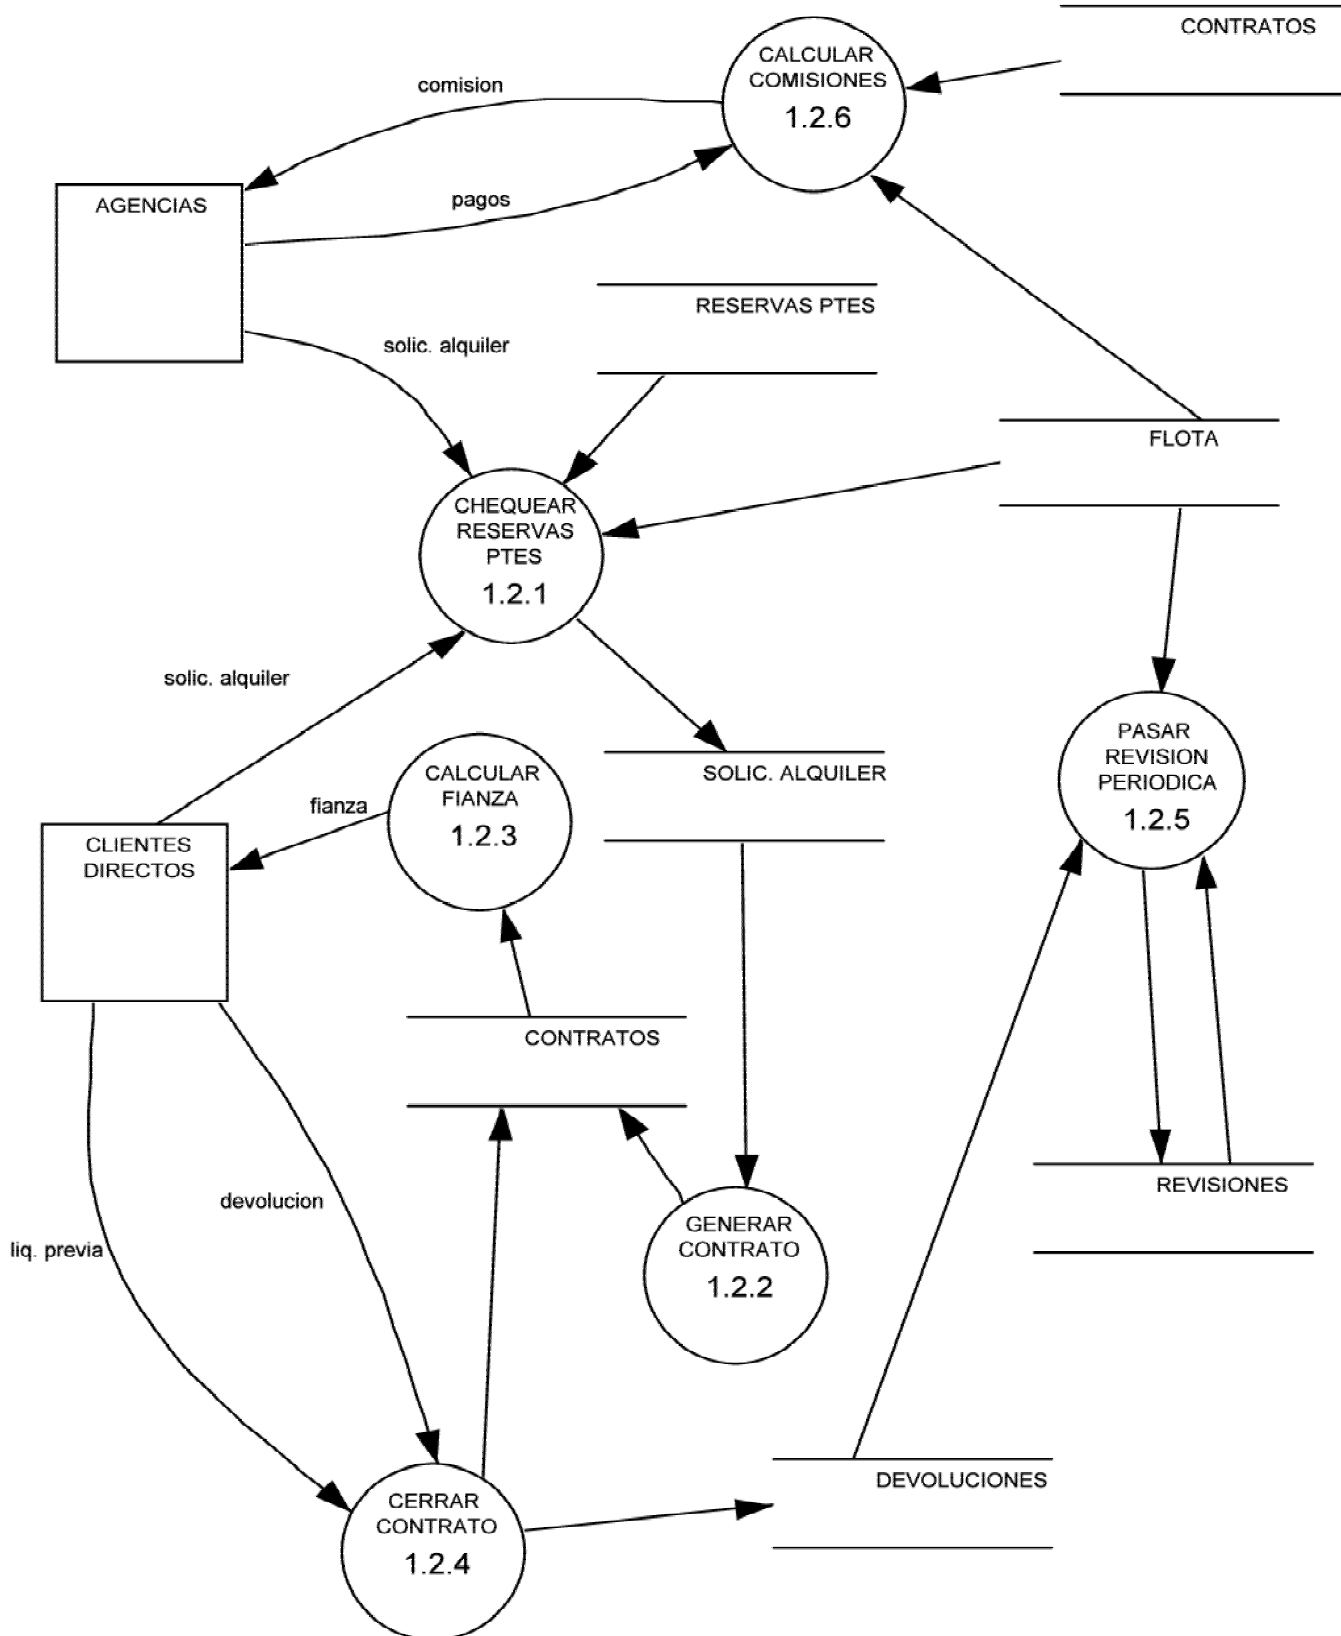 CONTRATOS
CALCULAR
COMISIONES
1.2.6
comision
AGENCIAS
pagos
RESERVAS PTES
solic. alquiler
FLOTA
CHEQUEAR
RESERVAS
PTES
1.2.1
solic. alquiler
PASAR
REVISION
PERIODICA
1.2.5
CALCULAR
FIANZA
1.2.3
SOLIC. ALQUILER
fianza
CLIENTES
DIRECTOS
CONTRATOS
REVISIONES
devolucion
GENERAR
CONTRATO
1.2.2
liq. previa
DEVOLUCIONES
CERRAR
CONTRATO
1.2.4